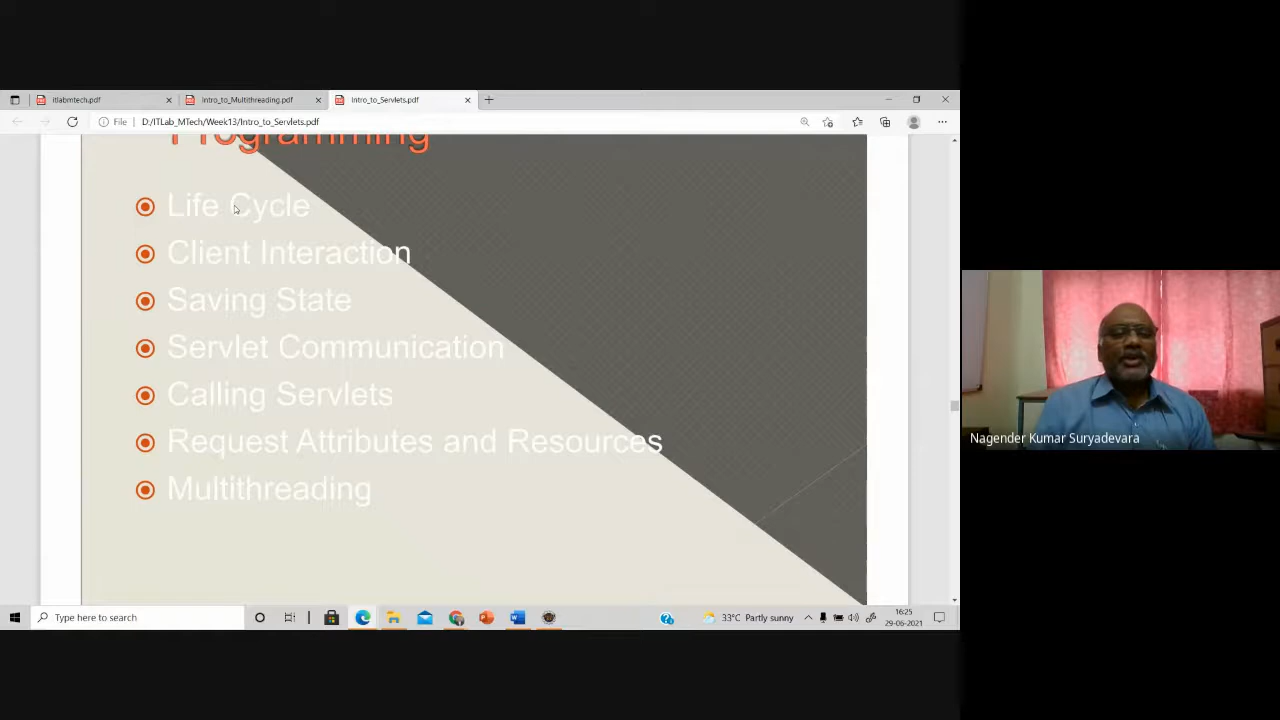 itlabmtech.pdf
Intro_to_Multithreading.pdf
Intro_to_Servlets.pdf
File
D:/ITLab_MTech/Week13/Intro_to_Servlets.pdf
Programming
Life Cycle
Client Interaction
Saving State
Servlet Communication
Calling Servlets
Request Attributes and Resources
Multithreading
Nagender Kumar Suryadevara
Type here to search
33°C Partly sunny
16:25
29-06-2021